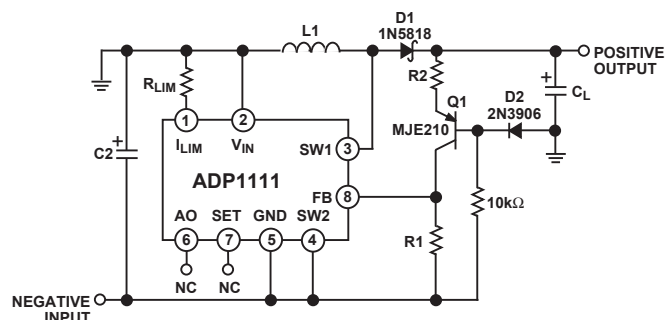 D1
1N5818
L1
POSITIVE
OUTPUT
R2
RLIM
Q1
D2
2N3906
CL
MJE210
1
2
ILIM
VIN
C2
SW1
3
ADP1111
FB
8
10kΩ
AO
SET
GND
SW2
R1
6
7
5
4
NC
NC
NEGATIVE
INPUT